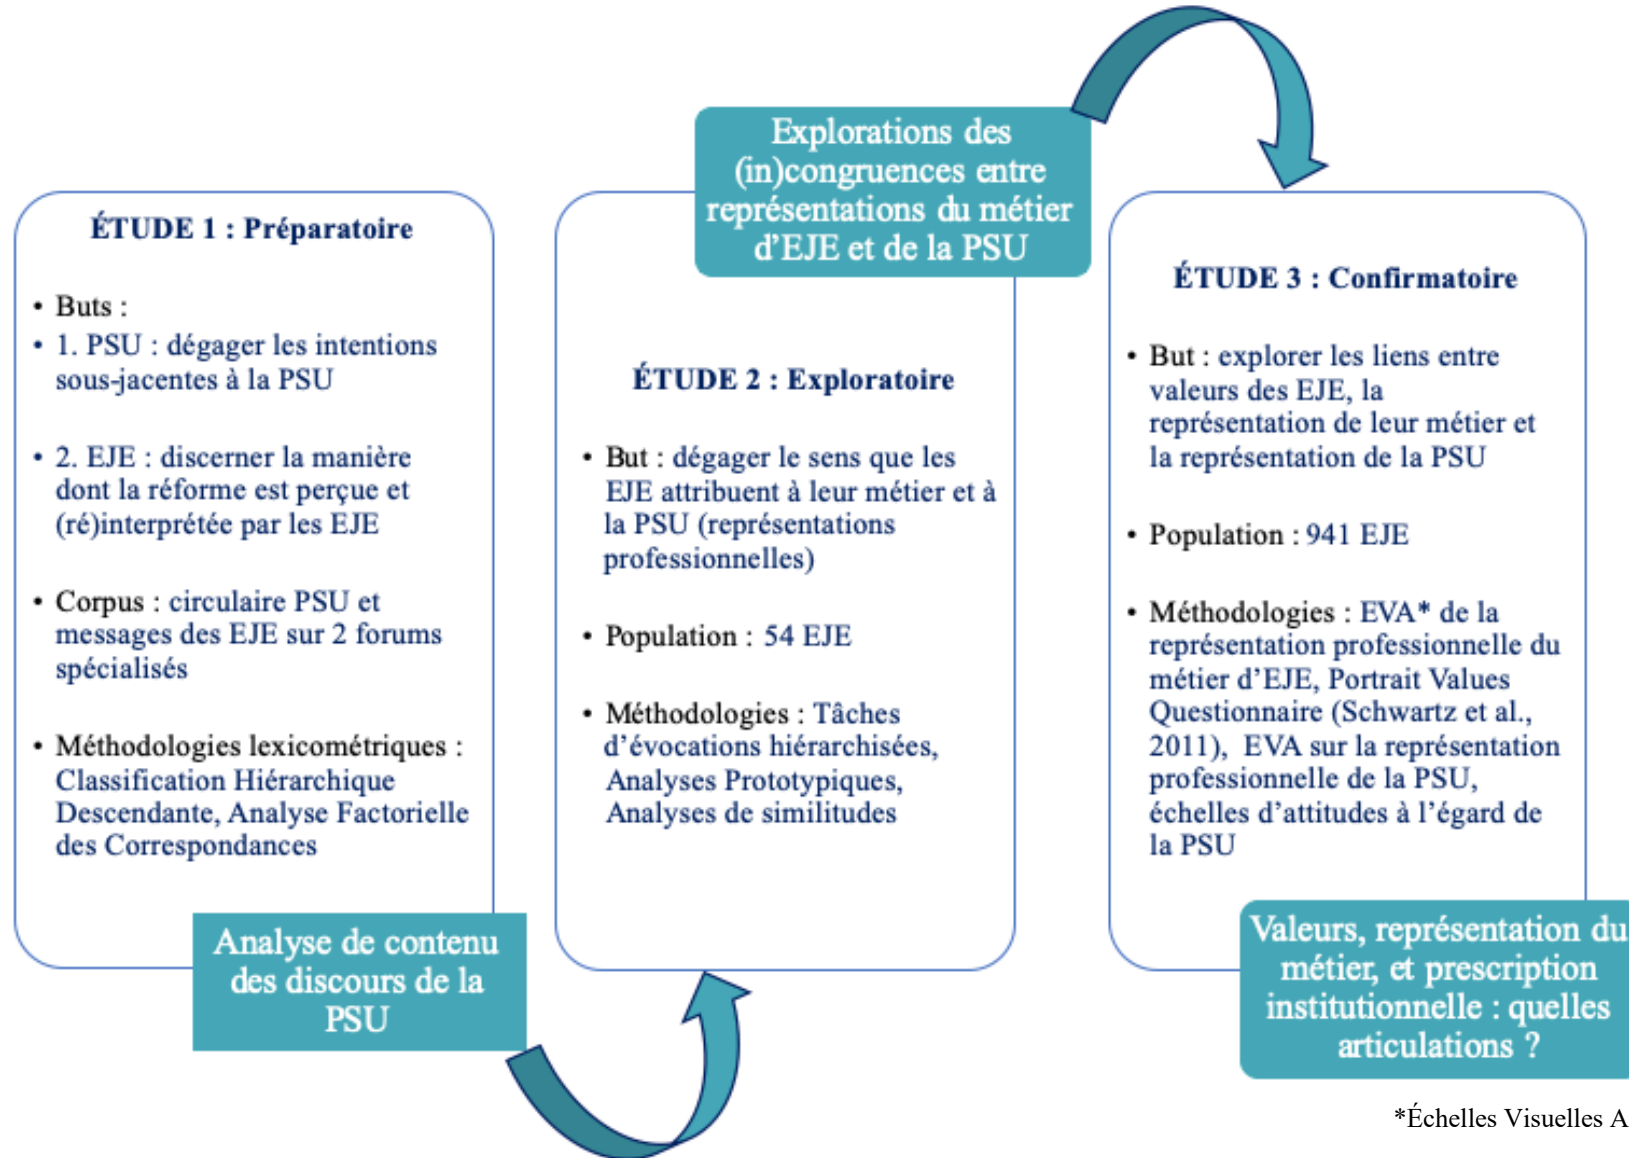 ÉTUDE 1 : Préparatoire
• Buts :
• 1. PSU : dégager les intentions
sous-jacentes à la PSU
• 2. EJE : discerner la manière
dont la réforme est perçue et
(ré)interprétée par les EJE
• Corpus : circulaire PSU et
messages des EJE sur 2 forums
spécialisés
• Méthodologies lexicométriques :
Classification Hiérarchique
Descendante, Analyse Factorielle
des Correspondances
Analyse de contenu
des discours de la
PSU
Explorations des
(in)congruences entre
représentations du métier
d’EJE et de la PSU
ÉTUDE 2 : Exploratoire
• But : dégager le sens que les
EJE attribuent à leur métier et à
la PSU (représentations
professionnelles)
• Population : 54 EJE
• Méthodologies : Tâches
d’évocations hiérarchisées,
Analyses Prototypiques,
Analyses de similitudes
ÉTUDE 3 : Confirmatoire
• But : explorer les liens entre
valeurs des EJE, la
représentation de leur métier et
la représentation de la PSU
• Population : 941 EJE
• Méthodologies : EVA* de la
représentation professionnelle du
métier d’EJE, Portrait Values
Questionnaire (Schwartz et al.,
2011), EVA sur la représentation
professionnelle de la PSU,
échelles d’attitudes à l’égard de
la PSU
Valeurs, représentation du
métier, et prescription
institutionnelle : quelles
articulations ?
*Échelles Visuelles A